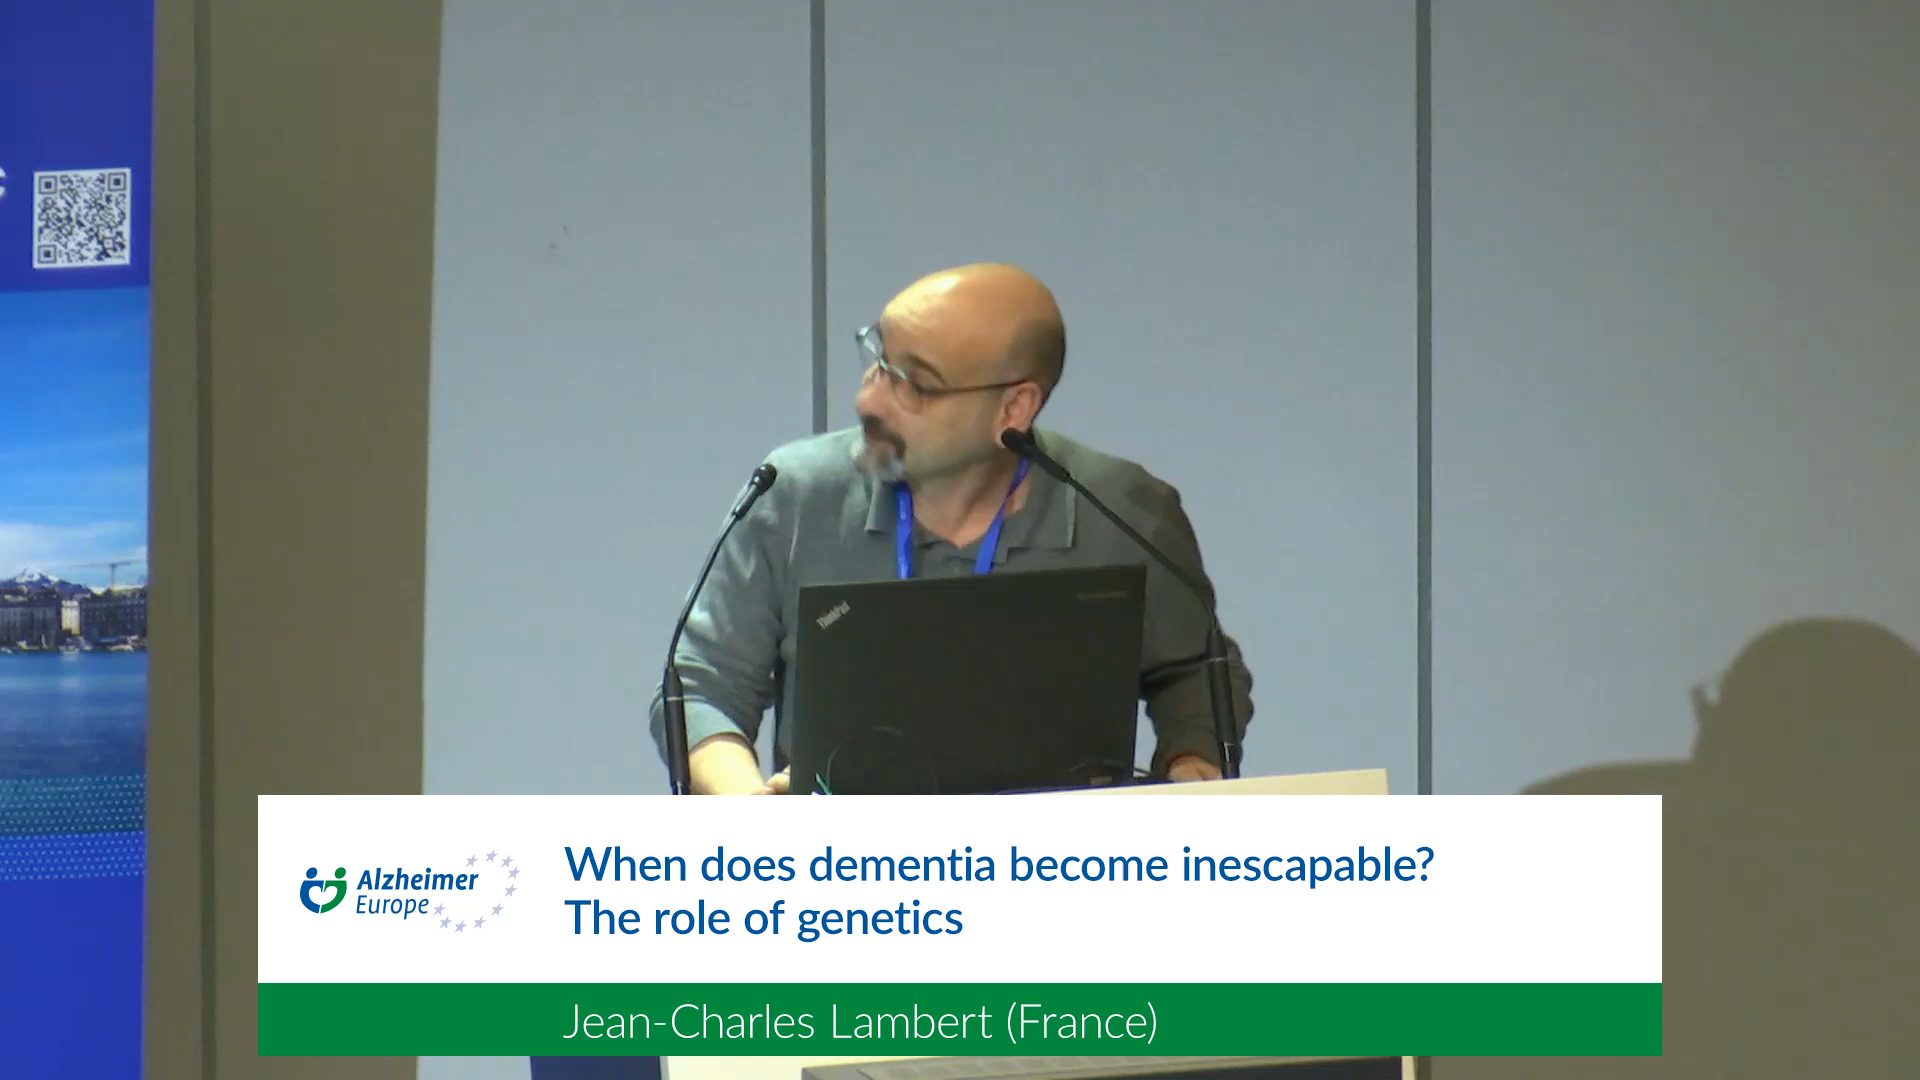 ThinkPad
Alzheimer
Europe
When does dementia become inescapable?
The role of genetics
Jean-Charles Lambert (France)